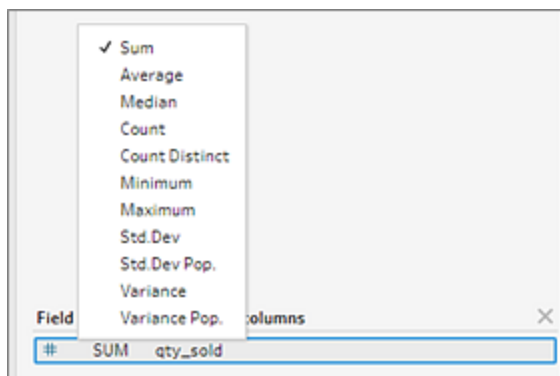 ✓ Sum
Average
Median
Count
Count Distinct
Minimum
Maximum
Std.Dev
Std.Dev Pop.
Variance
Variance Pop.
Field columns
# SUM qty_sold